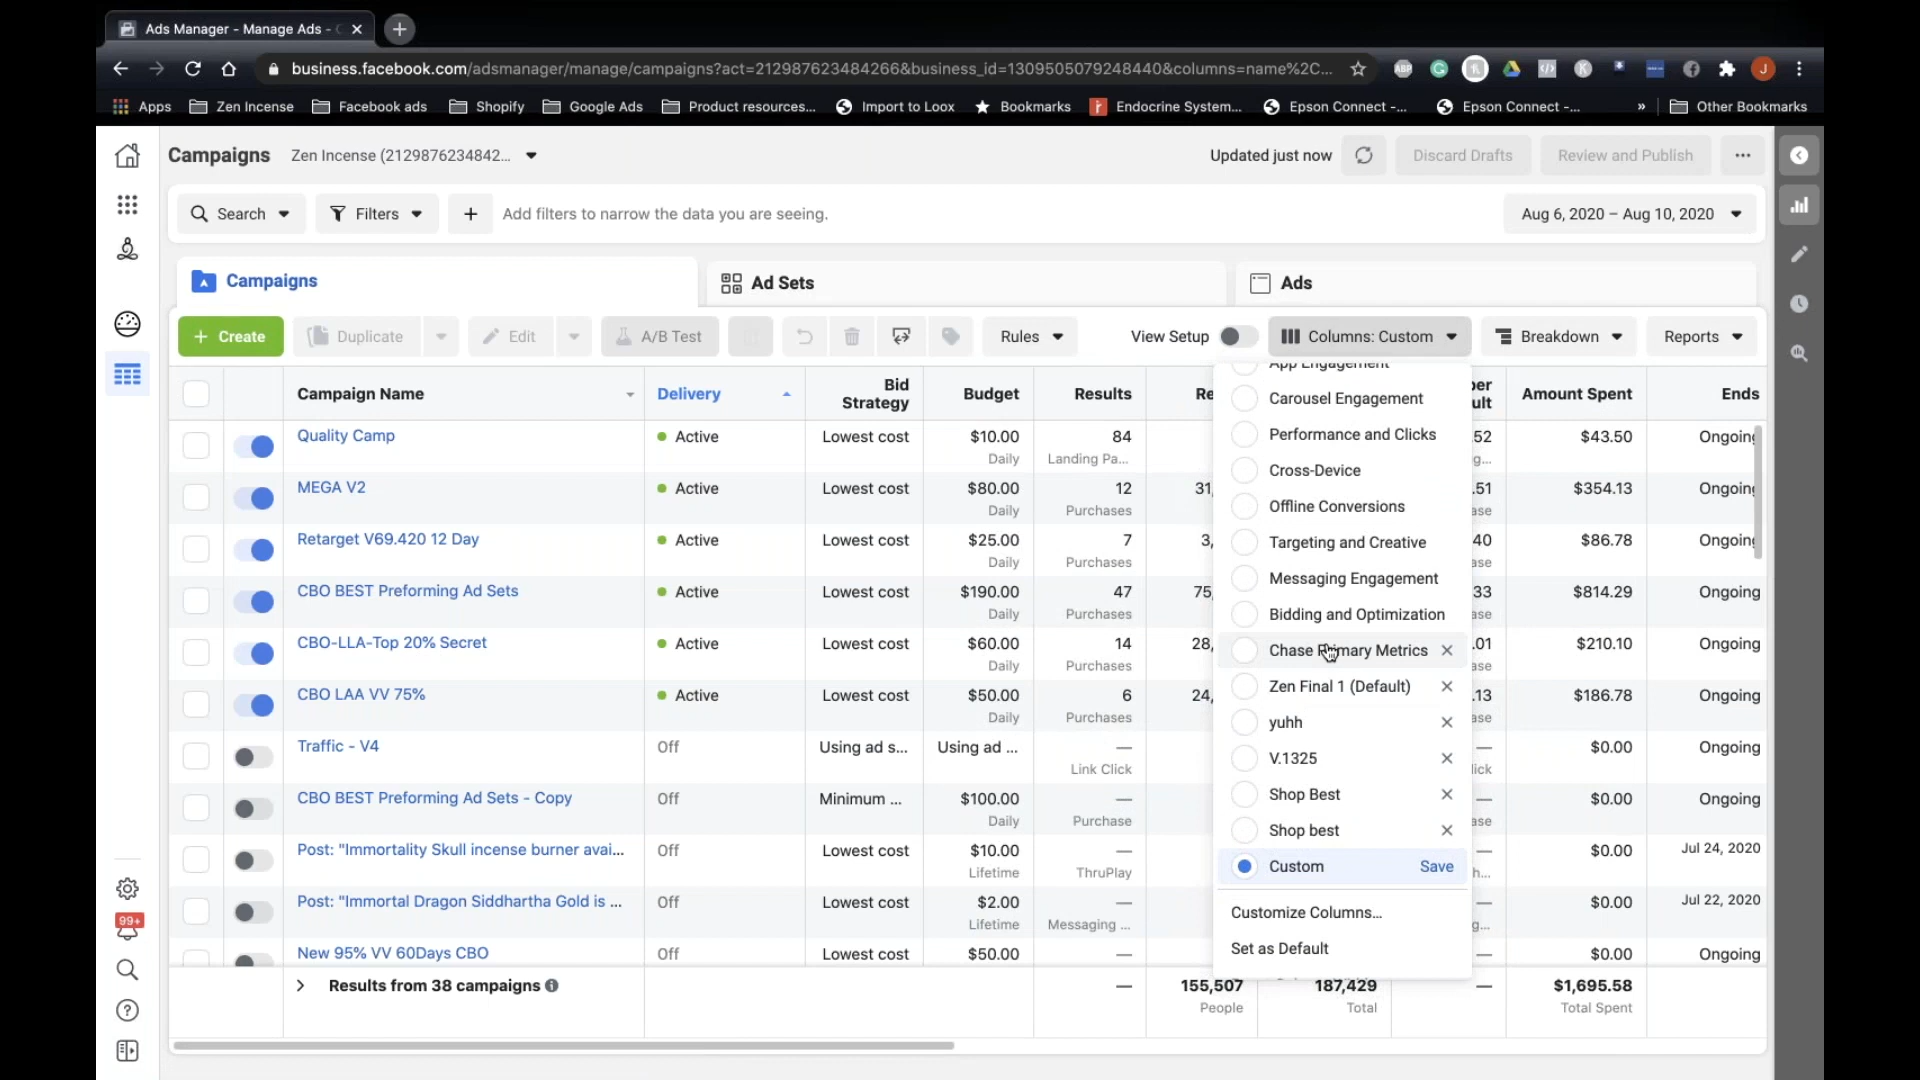 Ads Manager - Manage Ads -
business.facebook.com/adsmanager/manage/campaigns?act=212987623484266&business_id=1309505079248440&columns=name%2C...
Apps Zen Incense Facebook ads Shopify Google Ads Product resources... Import to Loox Bookmarks Endocrine System... Epson Connect -... Epson Connect -... » Other Bookmarks
Campaigns Zen Incense (2129876234842... Updated just now Discard Drafts Review and Publish
Search Filters Add filters to narrow the data you are seeing. Aug 6, 2020 – Aug 10, 2020
Campaigns Ad Sets Ads
+ Create Duplicate Edit A/B Test Rules View Setup Columns: Custom Breakdown Reports
Campaign Name Delivery Bid Strategy Budget Results Re per ult Amount Spent Ends
Quality Camp Active Lowest cost $10.00 84 52 $43.50 Ongoing
Daily Landing Pa... g...
MEGA V2 Active Lowest cost $80.00 12 31, .51 $354.13 Ongoing
Daily Purchases ase
Retarget V69.420 12 Day Active Lowest cost $25.00 7 3, 40 $86.78 Ongoing
Daily Purchases ase
CBO BEST Preforming Ad Sets Active Lowest cost $190.00 47 75, 33 $814.29 Ongoing
Daily Purchases ase
CBO-LLA-Top 20% Secret Active Lowest cost $60.00 14 28, .01 $210.10 Ongoing
Daily Purchases ase
CBO LAA VV 75% Active Lowest cost $50.00 6 24, .13 $186.78 Ongoing
Daily Purchases ase
Traffic - V4 Off Using ad s... Using ad ... — — $0.00 Ongoing
Link Click lick
CBO BEST Preforming Ad Sets - Copy Off Minimum ... $100.00 — — $0.00 Ongoing
Daily Purchase ase
Post: "Immortality Skull incense burner avai... Off Lowest cost $10.00 — — $0.00 Jul 24, 2020
Lifetime ThruPlay h...
Post: "Immortal Dragon Siddhartha Gold is ... Off Lowest cost $2.00 — — $0.00 Jul 22, 2020
Lifetime Messaging ... g...
New 95% VV 60Days CBO Off Lowest cost $50.00 — — $0.00 Ongoing
Results from 38 campaigns — 155,507 187,429 — $1,695.58
People Total Total Spent
App Engagement
Carousel Engagement
Performance and Clicks
Cross-Device
Offline Conversions
Targeting and Creative
Messaging Engagement
Bidding and Optimization
Chase Primary Metrics
Zen Final 1 (Default)
yuhh
V.1325
Shop Best
Shop best
Custom Save
Customize Columns...
Set as Default
99+
J
ABP